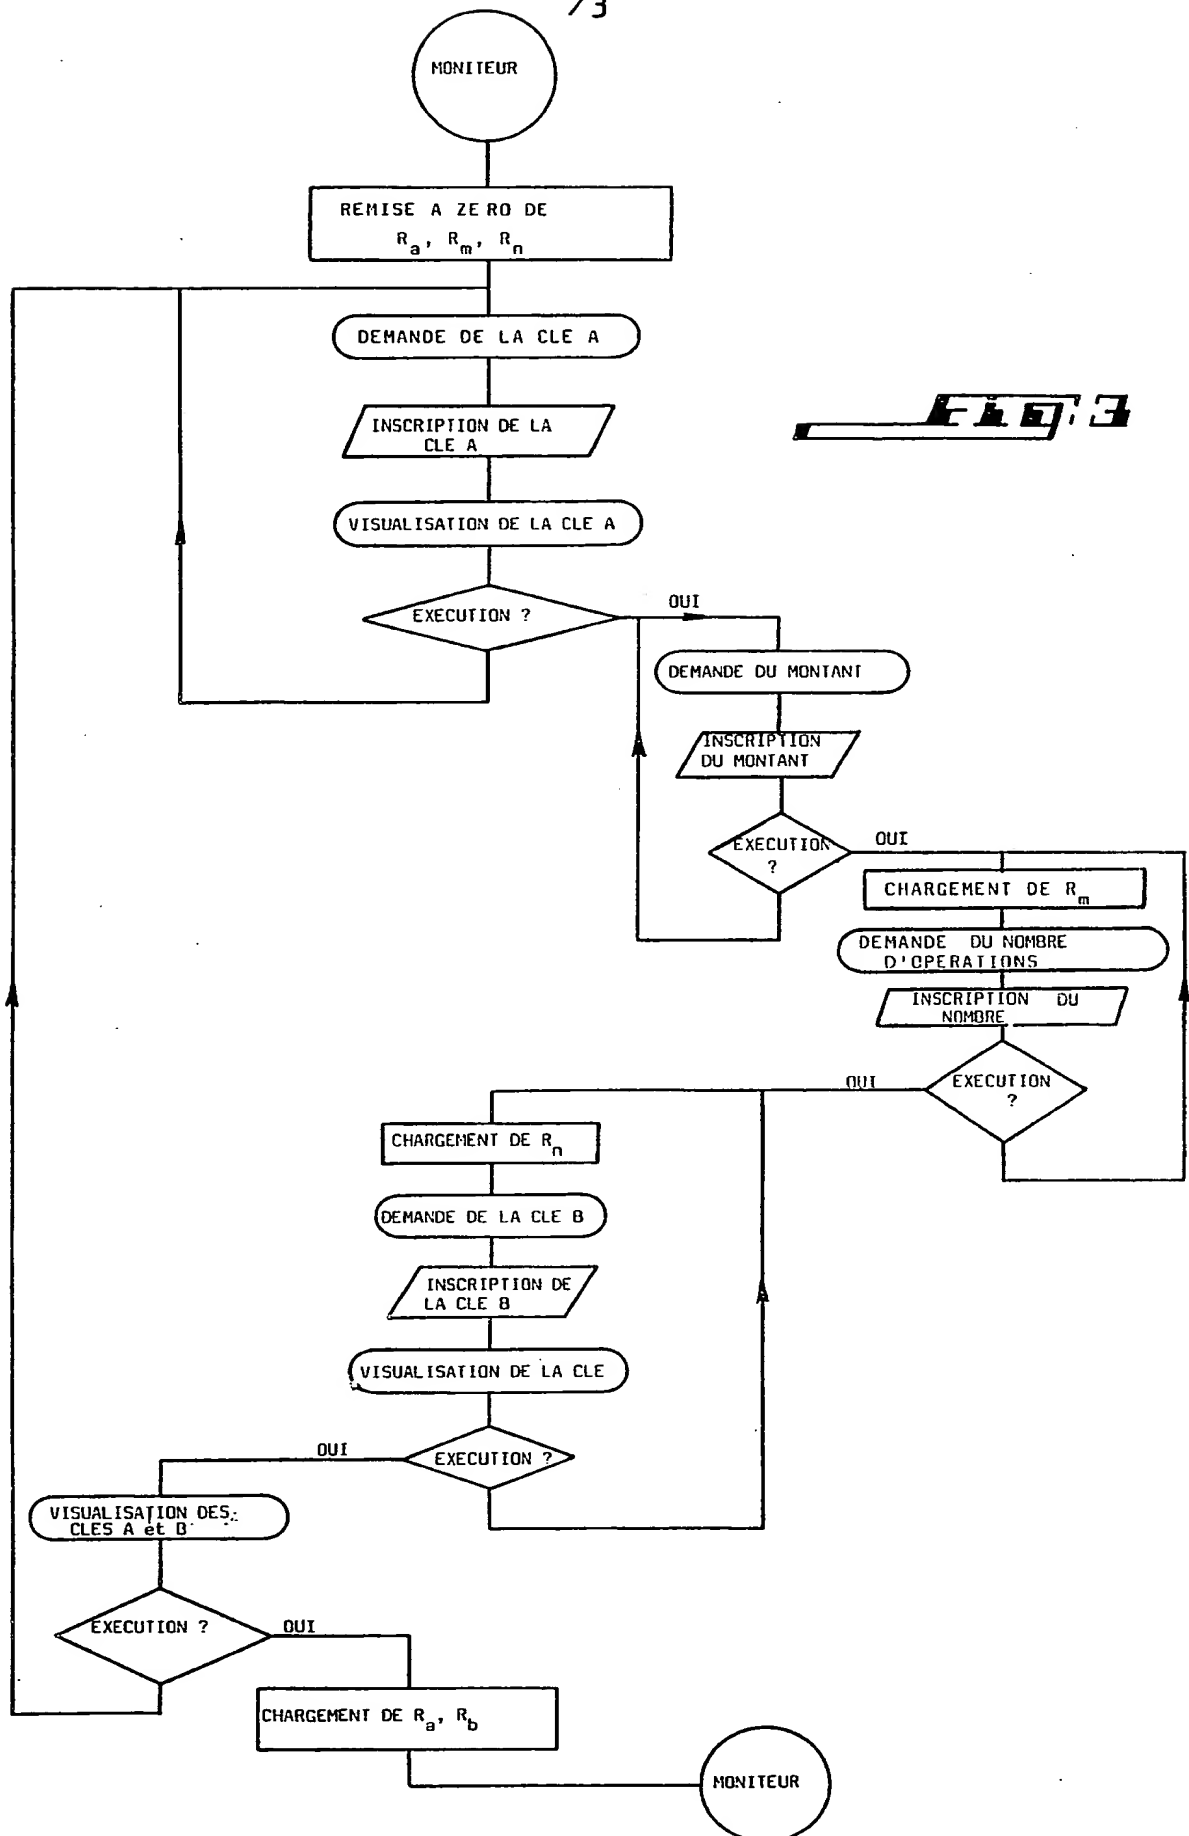 /3
MONITEUR
REMISE A ZERO DE
Ra, Rm, Rn
DEMANDE DE LA CLE A
INSCRIPTION DE LA
CLE A
Fig: 3
VISUALISATION DE LA CLE A
EXECUTION ?
OUI
DEMANDE DU MONTANT
INSCRIPTION
DU MONTANT
EXECUTION
?
OUI
CHARGEMENT DE Rm
DEMANDE DU NOMBRE
D'OPERATIONS
INSCRIPTION DU
NOMBRE
EXECUTION
?
OUI
CHARGEMENT DE Rn
DEMANDE DE LA CLE B
INSCRIPTION DE
LA CLE B
VISUALISATION DE LA CLE
EXECUTION ?
OUI
VISUALISATION DES
CLES A et B
EXECUTION ?
OUI
CHARGEMENT DE Ra, Rb
MONITEUR